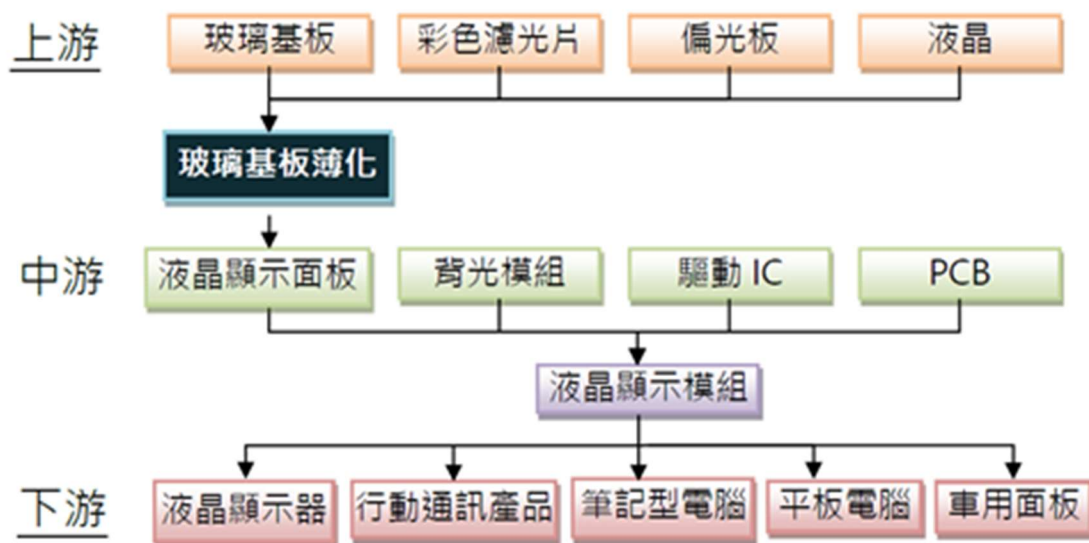 上游
玻璃基板
彩色濾光片
偏光板
液晶
玻璃基板薄化
中游
液晶顯示面板
背光模組
驅動 IC
PCB
液晶顯示模組
下游
液晶顯示器
行動通訊產品
筆記型電腦
平板電腦
車用面板